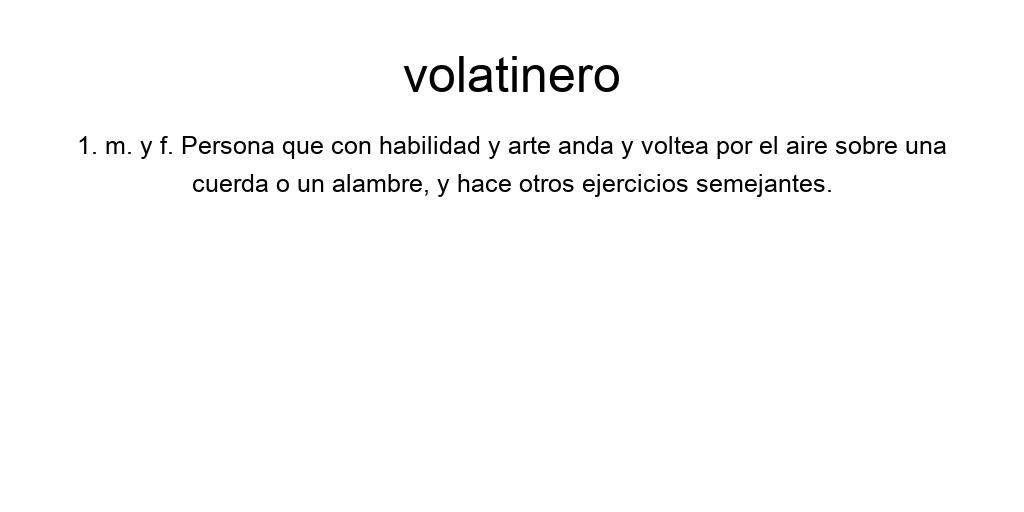 volatinero
1. m. y f. Persona que con habilidad y arte anda y voltea por el aire sobre una
cuerda o un alambre, y hace otros ejercicios semejantes.